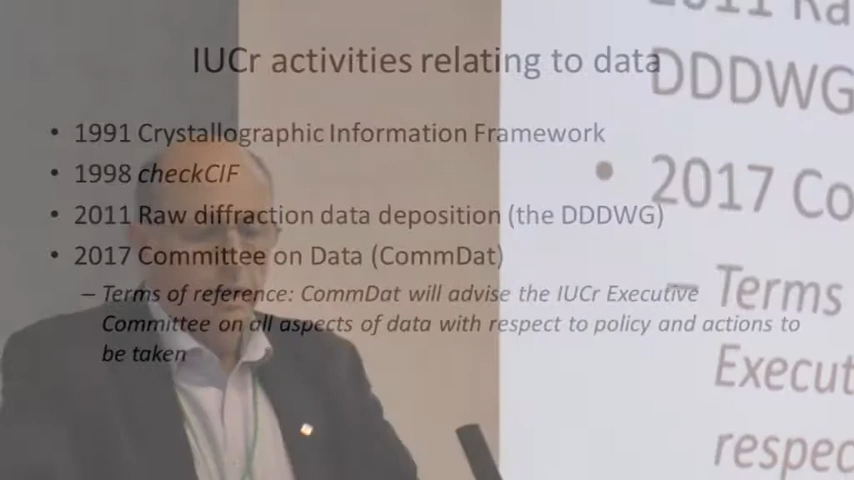 IUCr activities relating to data
• 1991 Crystallographic Information Framework
• 1998 checkCIF
• 2011 Raw diffraction data deposition (the DDDWG)
• 2017 Committee on Data (CommDat)
– Terms of reference: CommDat will advise the IUCr Executive
Committee on all aspects of data with respect to policy and actions to
be taken
2011 Ra
DDDWG
• 2017 Co
– Terms
Execut
respec